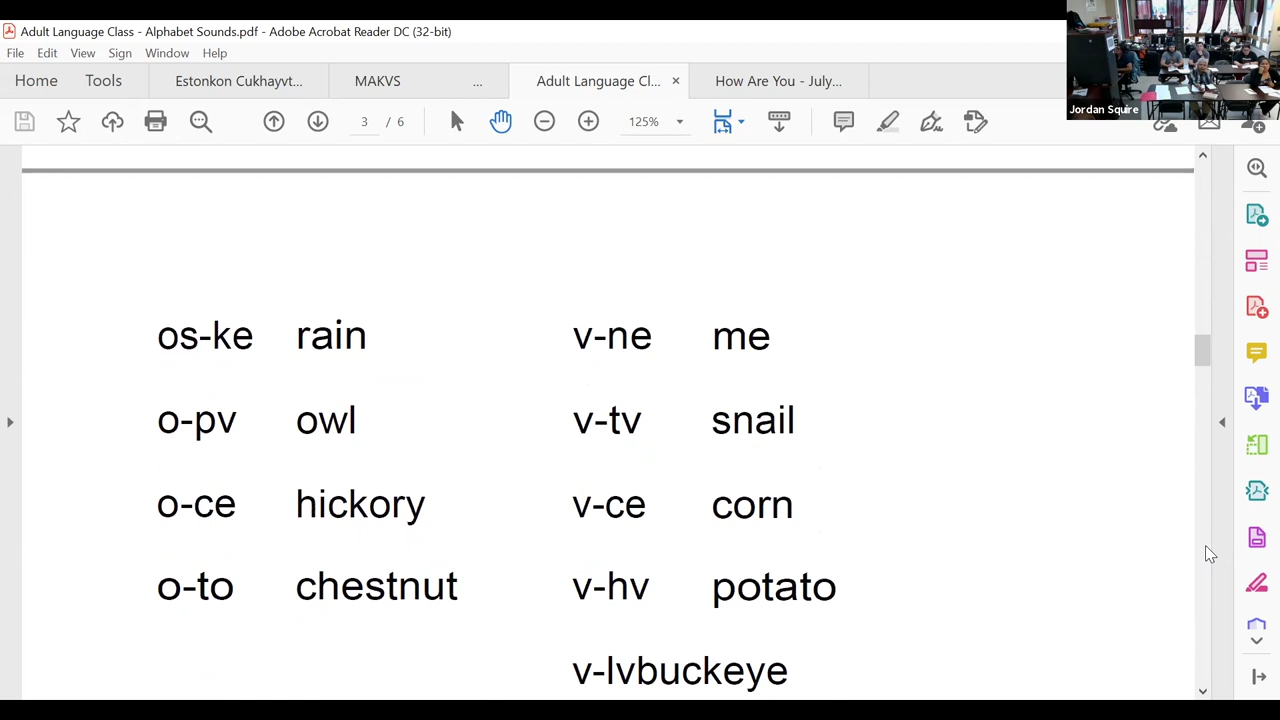 Adult Language Class - Alphabet Sounds.pdf - Adobe Acrobat Reader DC (32-bit)
File Edit View Sign Window Help
Home Tools Estonkon Cukhayvt... MAKVS ... Adult Language Cl... × How Are You - July...
3 / 6 125%
Jordan Squire
os-ke rain v-ne me
o-pv owl v-tv snail
o-ce hickory v-ce corn
o-to chestnut v-hv potato
v-lvbuckeye